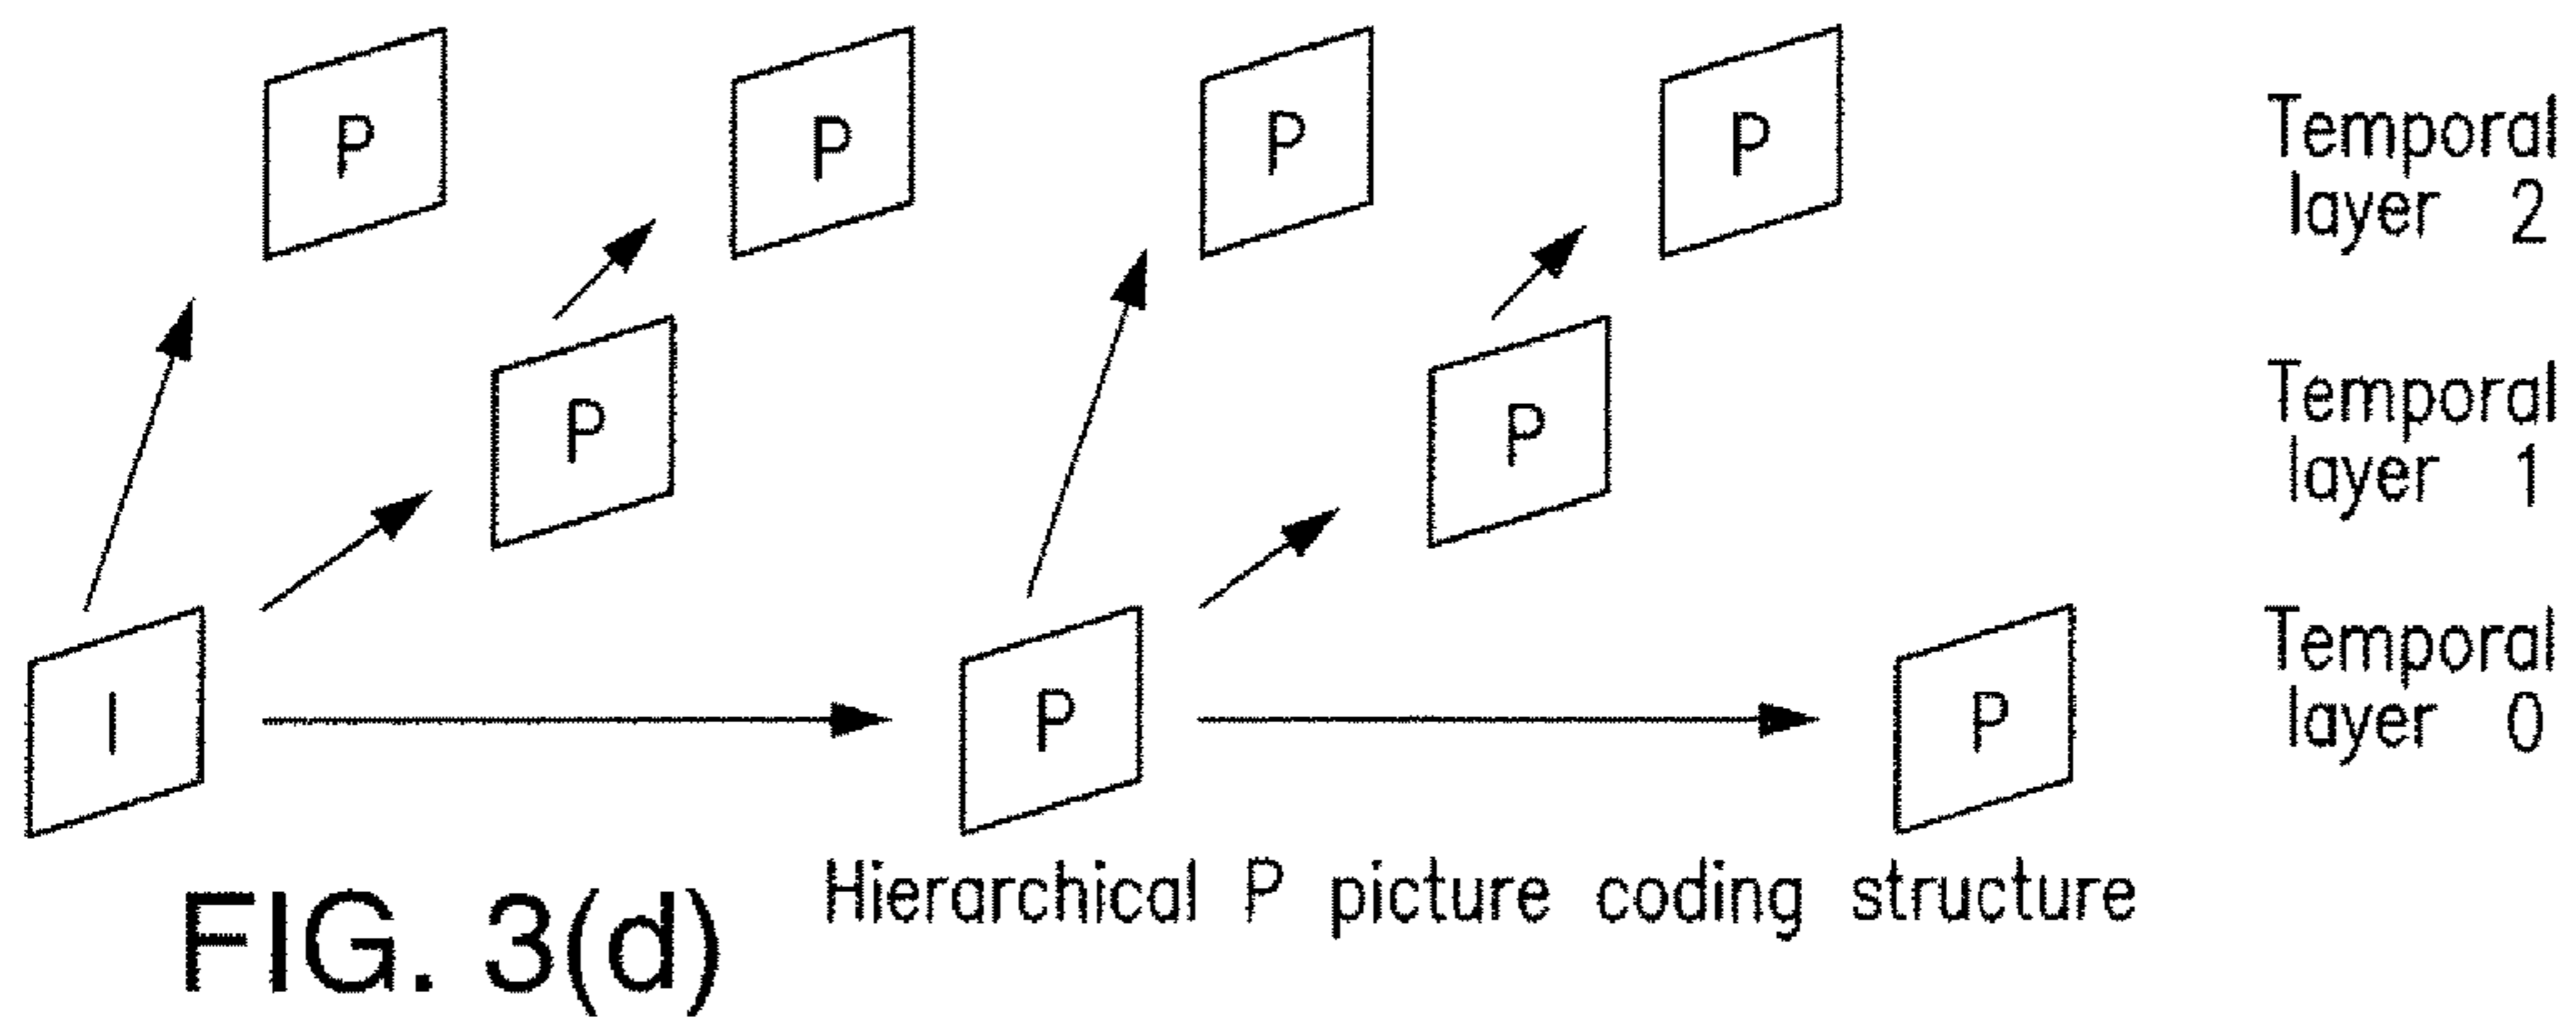 P P P P
Temporal
layer 2
P P
Temporal
layer 1
I P P
Temporal
layer 0
Hierarchical P picture coding structure
FIG. 3(d)